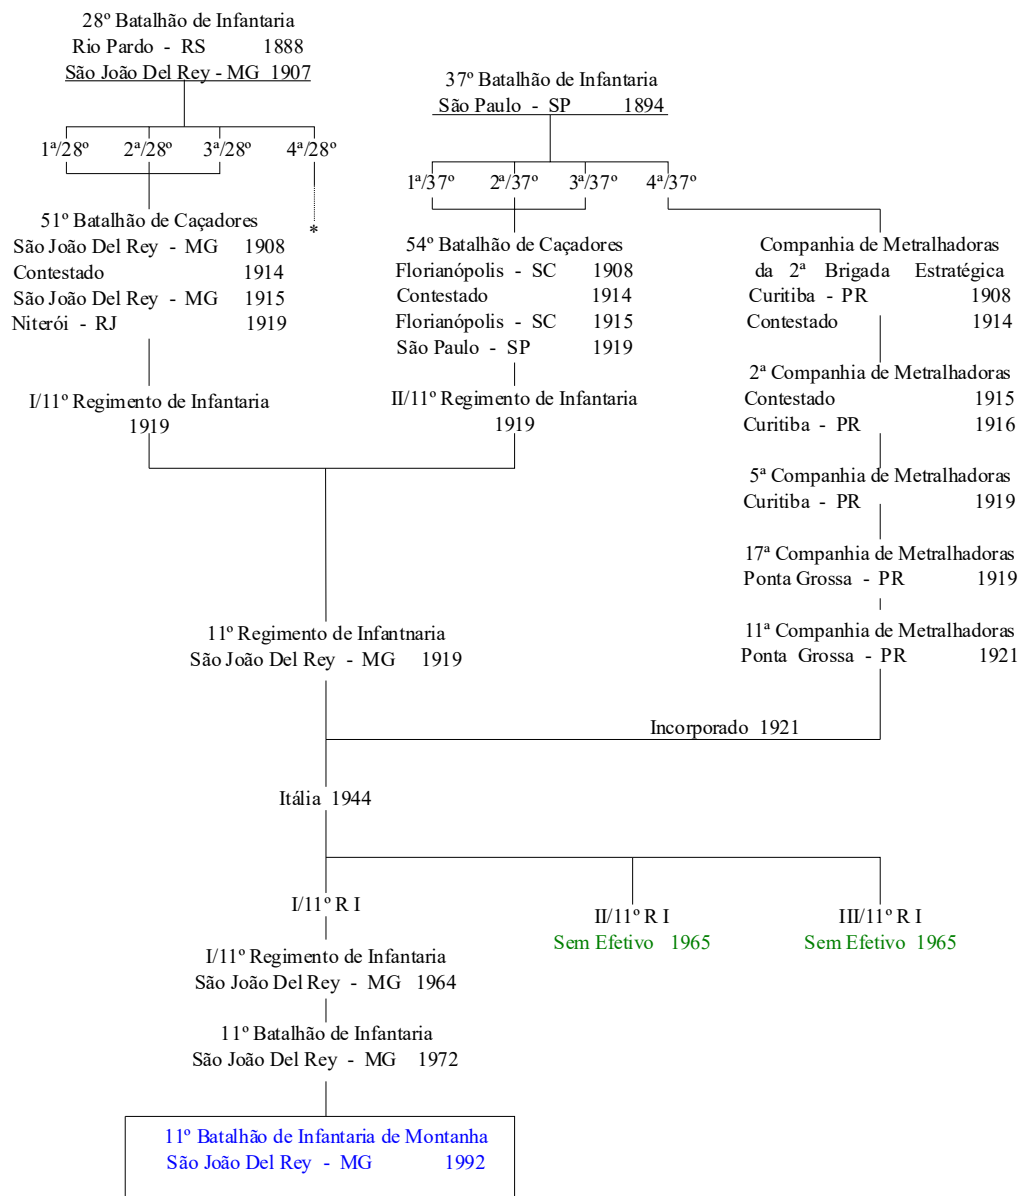 28º Batalhão de Infantaria
Rio Pardo - RS 1888
São João Del Rey - MG 1907
1ª/28º 2ª/28º 3ª/28º 4ª/28º
*
51º Batalhão de Caçadores
São João Del Rey - MG 1908
Contestado 1914
São João Del Rey - MG 1915
Niterói - RJ 1919
I/11º Regimento de Infantaria
1919
37º Batalhão de Infantaria
São Paulo - SP 1894
1ª/37º 2ª/37º 3ª/37º 4ª/37º
54º Batalhão de Caçadores
Florianópolis - SC 1908
Contestado 1914
Florianópolis - SC 1915
São Paulo - SP 1919
II/11º Regimento de Infantaria
1919
Companhia de Metralhadoras
da 2ª Brigada Estratégica
Curitiba - PR 1908
Contestado 1914
2ª Companhia de Metralhadoras
Contestado 1915
Curitiba - PR 1916
5ª Companhia de Metralhadoras
Curitiba - PR 1919
17ª Companhia de Metralhadoras
Ponta Grossa - PR 1919
11ª Companhia de Metralhadoras
Ponta Grossa - PR 1921
11º Regimento de Infantnaria
São João Del Rey - MG 1919
Incorporado 1921
Itália 1944
I/11º R I
II/11º R I
Sem Efetivo 1965
III/11º R I
Sem Efetivo 1965
I/11º Regimento de Infantaria
São João Del Rey - MG 1964
11º Batalhão de Infantaria
São João Del Rey - MG 1972
11º Batalhão de Infantaria de Montanha
São João Del Rey - MG 1992